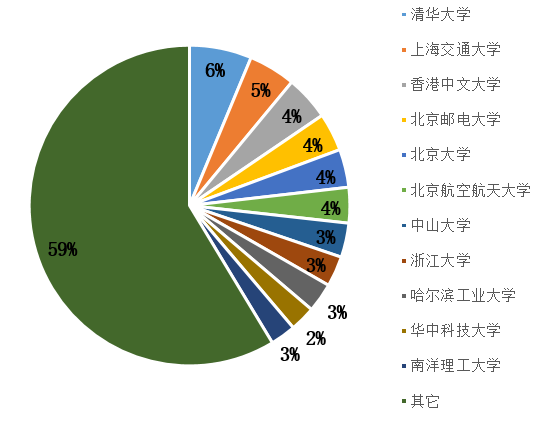 6%
5%
4%
4%
4%
4%
3%
3%
3%
2%
3%
59%
清华大学
上海交通大学
香港中文大学
北京邮电大学
北京大学
北京航空航天大学
中山大学
浙江大学
哈尔滨工业大学
华中科技大学
南洋理工大学
其它